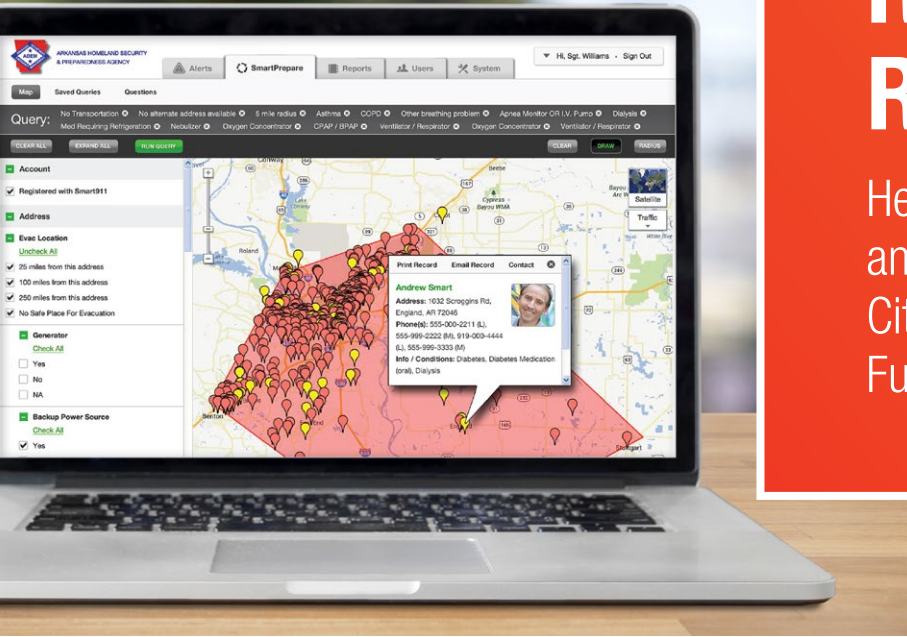 ADEM
ARKANSAS HOMELAND SECURITY
& PREPAREDNESS AGENCY
Alerts
SmartPrepare
Reports
Users
System
Hi, Sgt. Williams - Sign Out
Map
Saved Queries
Questions
Query:
No Transportation No alternate address available 5 mile radius Asthma COPD Other breathing problem Apnea Monitor OR I.V. Pump Dialysis
Med Requiring Refrigeration Nebulizer Oxygen Concentrator CPAP / BPAP Ventilator / Respirator Oxygen Concentrator Ventilator / Respirator
CLEAR ALL
EXPAND ALL
RUN QUERY
CLEAR
DRAW
RADIUS
Account
Registered with Smart911
Address
Evac Location
Uncheck All
25 miles from this address
100 miles from this address
250 miles from this address
No Safe Place For Evacuation
Generator
Check All
Yes
No
NA
Backup Power Source
Check All
Yes
Conway
Beebe
Cypress
Bayou WMA
Roland
Benton
Stuttgart
Satellite
Traffic
Print Record
Email Record
Contact
Andrew Smart
Address: 1032 Scroggins Rd,
England, AR 72046
Phone(s): 555-000-2211 (L),
555-999-2222 (M), 919-003-4444
(L), 555-999-3333 (M)
Info / Conditions: Diabetes, Diabetes Medication
(oral), Dialysis
R
He
an
Cit
Fu